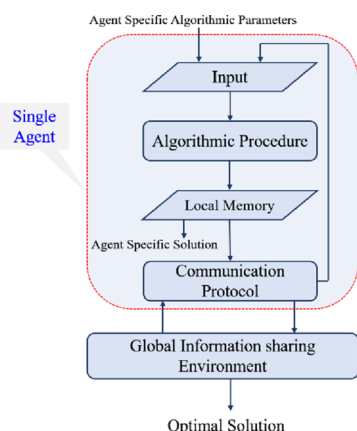 Agent Specific Algorithmic Parameters
Input
Single
Agent
Algorithmic Procedure
Local Memory
Agent Specific Solution
Communication
Protocol
Global Information sharing
Environment
Optimal Solution